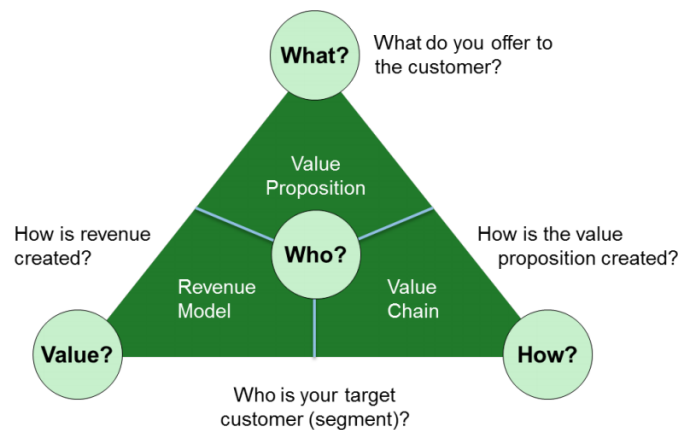 What?
What do you offer to
the customer?
Value
Proposition
How is revenue
created?
Who?
How is the value
proposition created?
Revenue
Model
Value
Chain
Value?
How?
Who is your target
customer (segment)?